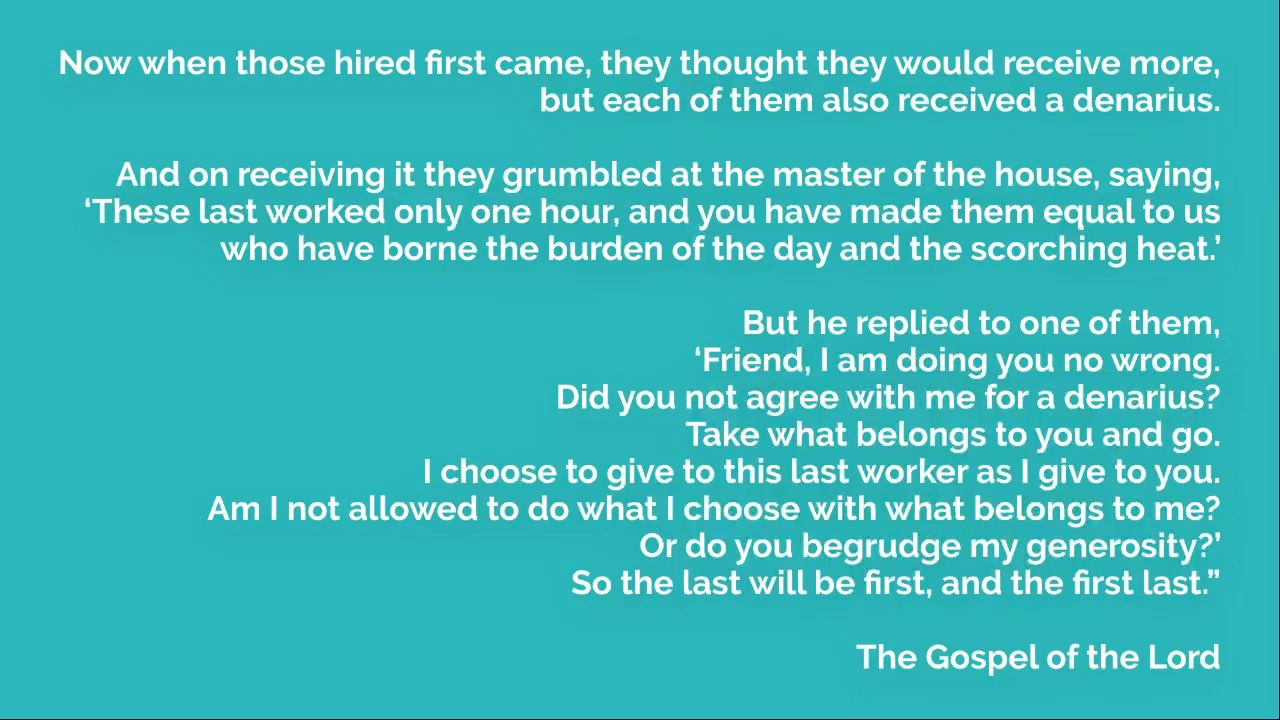 Now when those hired first came, they thought they would receive more,
but each of them also received a denarius.
And on receiving it they grumbled at the master of the house, saying,
‘These last worked only one hour, and you have made them equal to us
who have borne the burden of the day and the scorching heat.’
But he replied to one of them,
‘Friend, I am doing you no wrong.
Did you not agree with me for a denarius?
Take what belongs to you and go.
I choose to give to this last worker as I give to you.
Am I not allowed to do what I choose with what belongs to me?
Or do you begrudge my generosity?’
So the last will be first, and the first last.”
The Gospel of the Lord